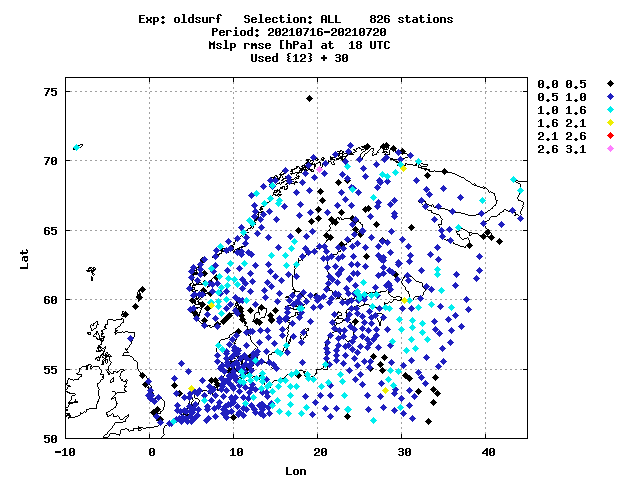 Exp: oldsurf   Selection: ALL    826 stations
Period: 20210716-20210720
Mslp rmse [hPa] at  18 UTC
Used {12} + 30
0.0 0.5
0.5 1.0
1.0 1.6
1.6 2.1
2.1 2.6
2.6 3.1
75
70
65
60
55
50
Lat
-10 0 10 20 30 40
Lon